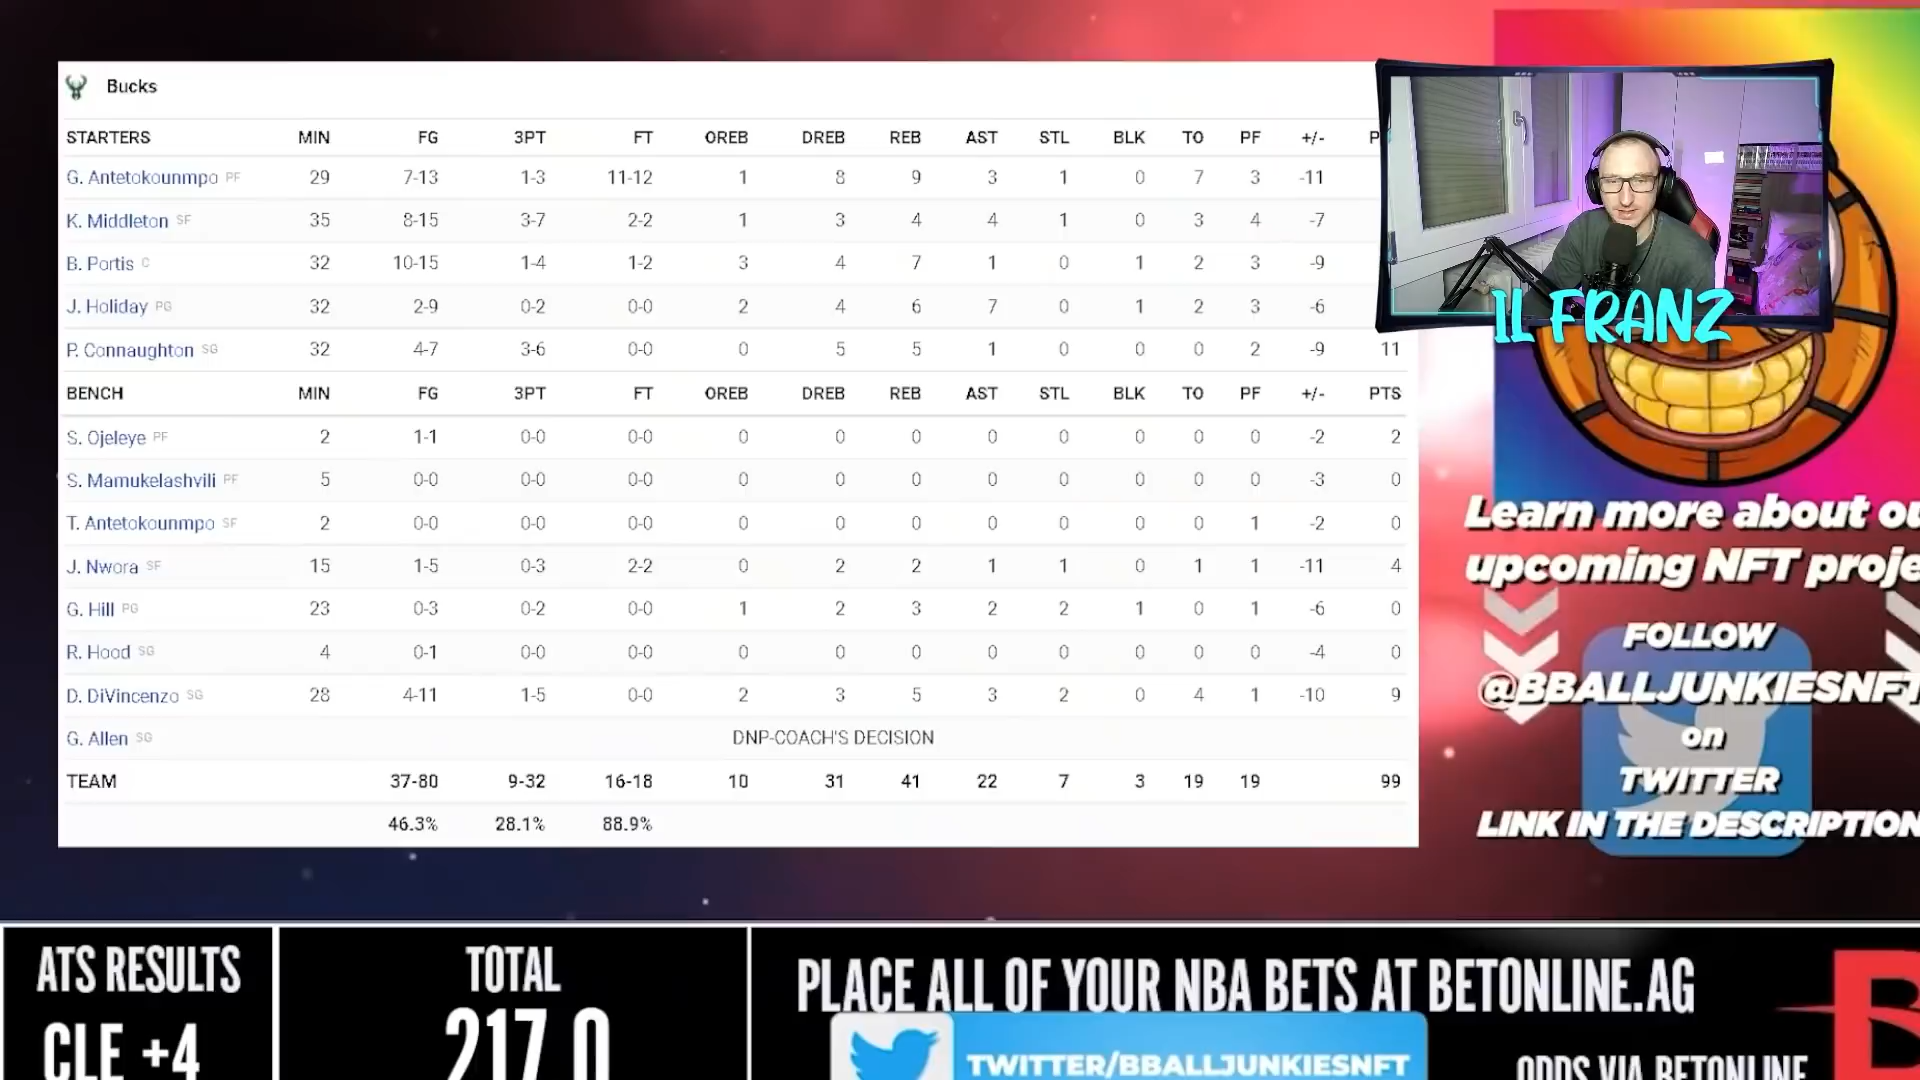 Bucks
STARTERS MIN FG 3PT FT OREB DREB REB AST STL BLK TO PF +/-
G. Antetokounmpo PF 29 7-13 1-3 11-12 1 8 9 3 1 0 7 3 -11
K. Middleton SF 35 8-15 3-7 2-2 1 3 4 4 1 0 3 4 -7
B. Portis C 32 10-15 1-4 1-2 3 4 7 1 0 1 2 3 -9
J. Holiday PG 32 2-9 0-2 0-0 2 4 6 7 0 1 2 3 -6
P. Connaughton SG 32 4-7 3-6 0-0 0 5 5 1 0 0 0 2 -9 11
BENCH MIN FG 3PT FT OREB DREB REB AST STL BLK TO PF +/- PTS
S. Ojeleye PF 2 1-1 0-0 0-0 0 0 0 0 0 0 0 0 -2 2
S. Mamukelashvili PF 5 0-0 0-0 0-0 0 0 0 0 0 0 0 0 -3 0
T. Antetokounmpo SF 2 0-0 0-0 0-0 0 0 0 0 0 0 0 1 -2 0
J. Nwora SF 15 1-5 0-3 2-2 0 2 2 1 1 0 1 1 -11 4
G. Hill PG 23 0-3 0-2 0-0 1 2 3 2 2 1 0 1 -6 0
R. Hood SG 4 0-1 0-0 0-0 0 0 0 0 0 0 0 0 -4 0
D. DiVincenzo SG 28 4-11 1-5 0-0 2 3 5 3 2 0 4 1 -10 9
G. Allen SG DNP-COACH'S DECISION
TEAM 37-80 9-32 16-18 10 31 41 22 7 3 19 19 99
46.3% 28.1% 88.9%
IL FRANZ
Learn more about ou
upcoming NFT proje
FOLLOW
@BBALLJUNKIESNFT
on
TWITTER
LINK IN THE DESCRIPTION
ATS RESULTS
CLE +4
TOTAL
217.0
PLACE ALL OF YOUR NBA BETS AT BETONLINE.AG
TWITTER/BBALLJUNKIESNFT
ODDS VIA BETONLINE
B